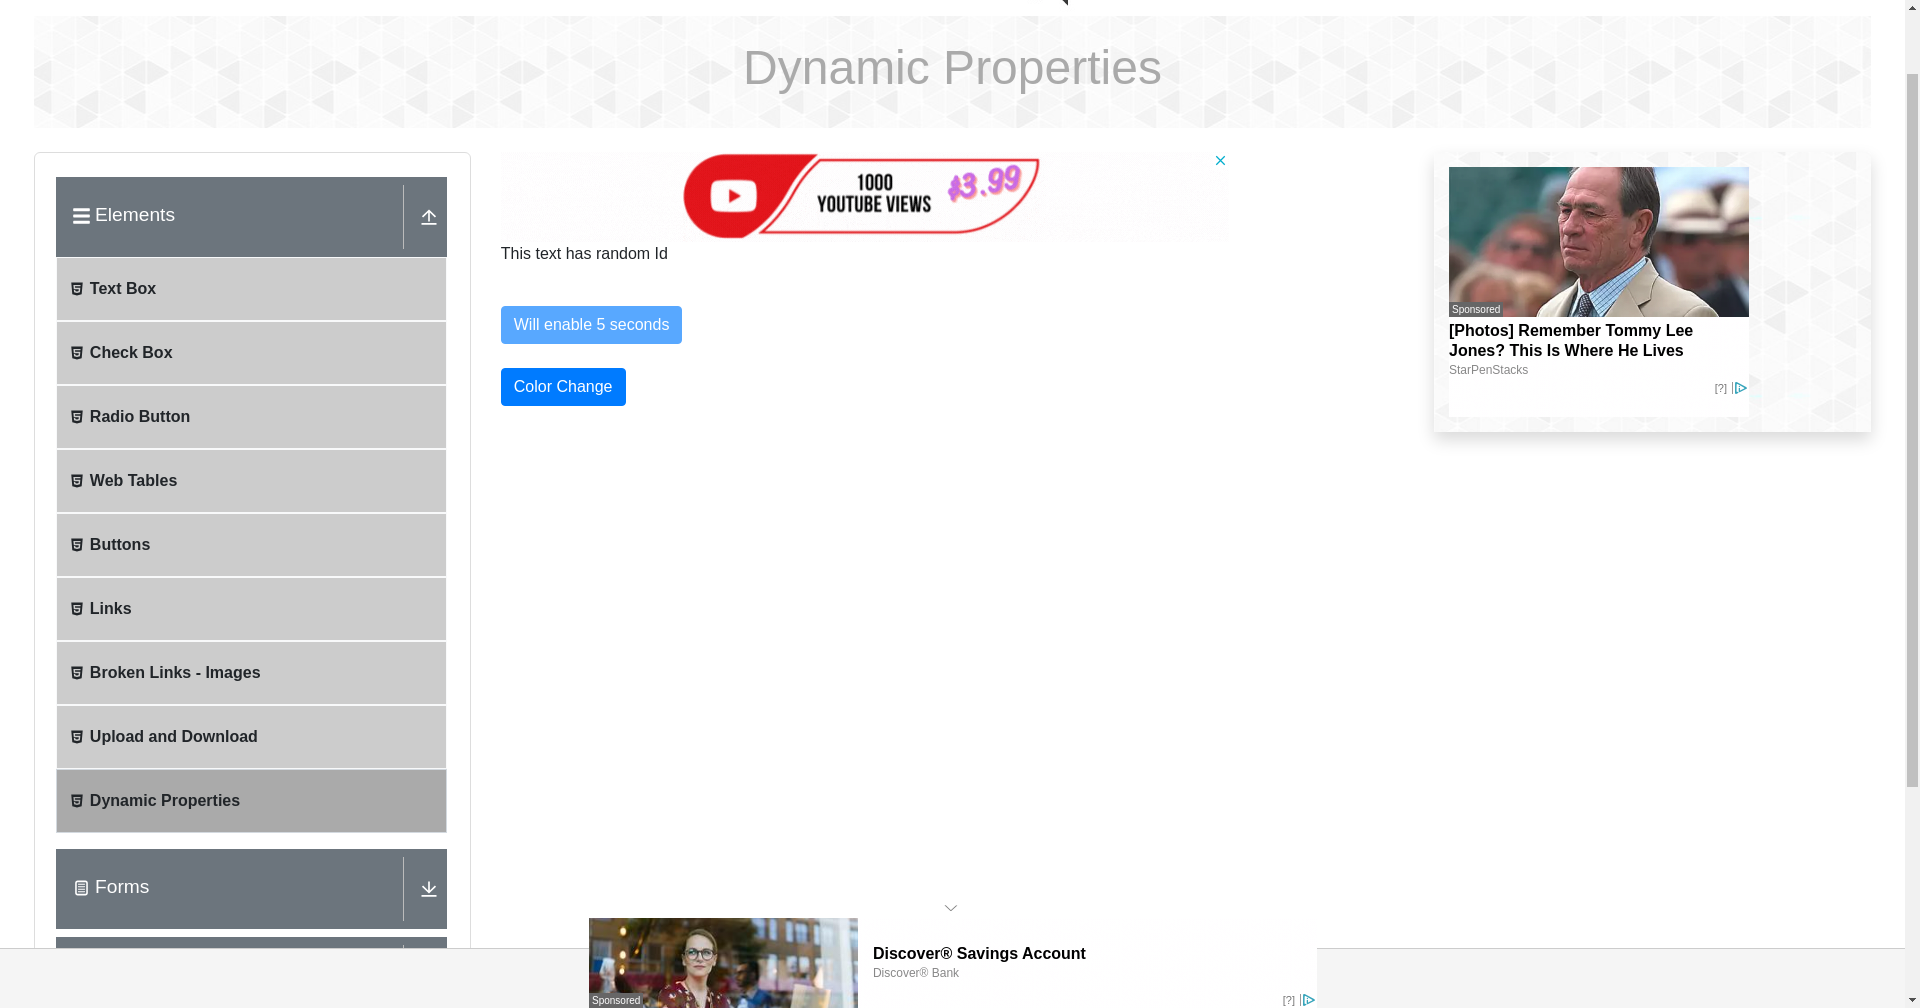 Dynamic Properties
Elements
Text Box
Check Box
Radio Button
Web Tables
Buttons
Links
Broken Links - Images
Upload and Download
Dynamic Properties
Forms
1000
YOUTUBE VIEWS
$3.99
This text has random Id
Will enable 5 seconds
Color Change
Sponsored
[Photos] Remember Tommy Lee
Jones? This Is Where He Lives
StarPenStacks
[?]
Sponsored
Discover® Savings Account
Discover® Bank
[?]